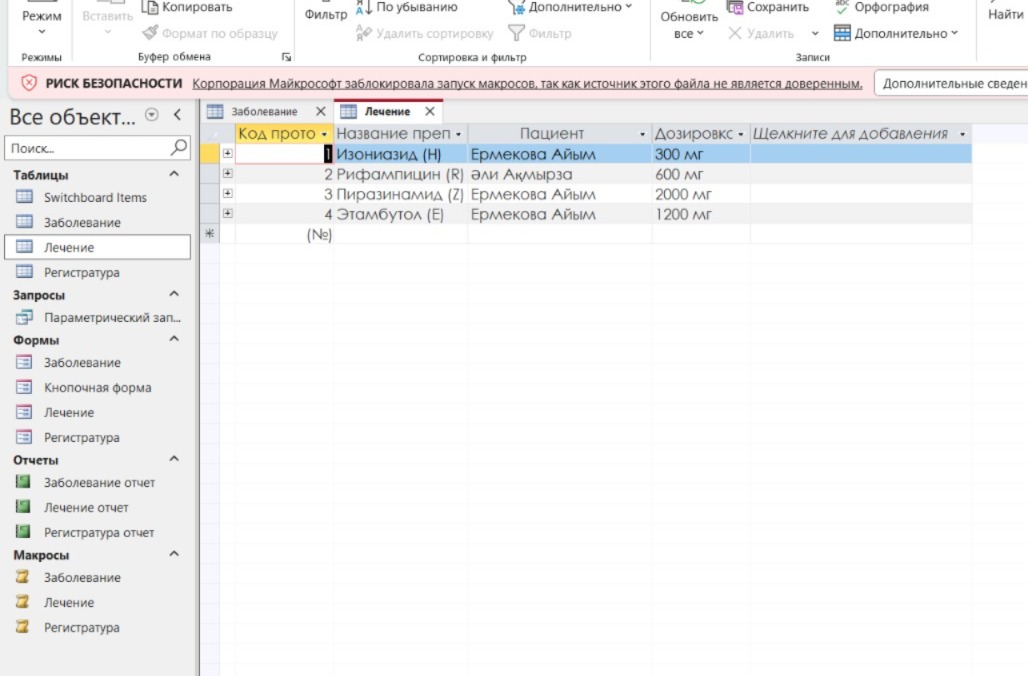 Режим
Вставить
Копировать
Формат по образцу
Фильтр
По убыванию
Удалить сортировку
Дополнительно
Фильтр
Обновить
все
Сохранить
Удалить
Орфография
Дополнительно
Найти
Режимы
Буфер обмена
Сортировка и фильтр
Записи
РИСК БЕЗОПАСНОСТИ Корпорация Майкрософт заблокировала запуск макросов, так как источник этого файла не является доверенным. Дополнительные сведен
Все объект...
Поиск...
Таблицы
Switchboard Items
Заболевание
Лечение
Регистратура
Запросы
Параметрический зап...
Формы
Заболевание
Кнопочная форма
Лечение
Регистратура
Отчеты
Заболевание отчет
Лечение отчет
Регистратура отчет
Макросы
Заболевание
Лечение
Регистратура
Заболевание Лечение
Код прото Название преп Пациент Дозировкс Щелкните для добавления
1 Изониазид (H) Ермекова Айым 300 мг
2 Рифампицин (R) Әли Ақмырза 600 мг
3 Пиразинамид (Z) Ермекова Айым 2000 мг
4 Этамбутол (E) Ермекова Айым 1200 мг
(№)